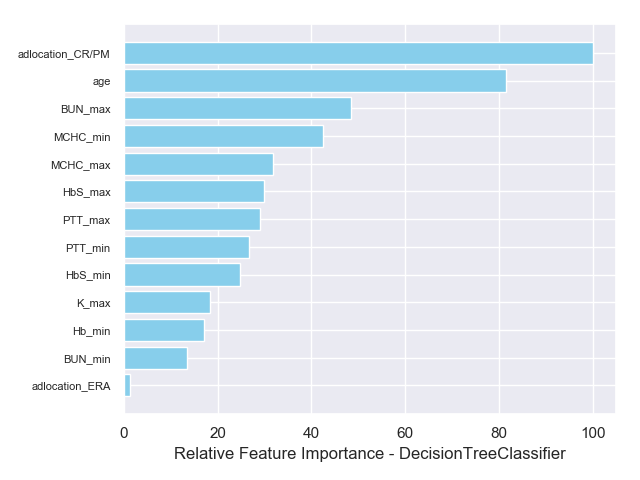 adlocation_CR/PM
age
BUN_max
MCHC_min
MCHC_max
HbS_max
PTT_max
PTT_min
HbS_min
K_max
Hb_min
BUN_min
adlocation_ERA
0 20 40 60 80 100
Relative Feature Importance - DecisionTreeClassifier